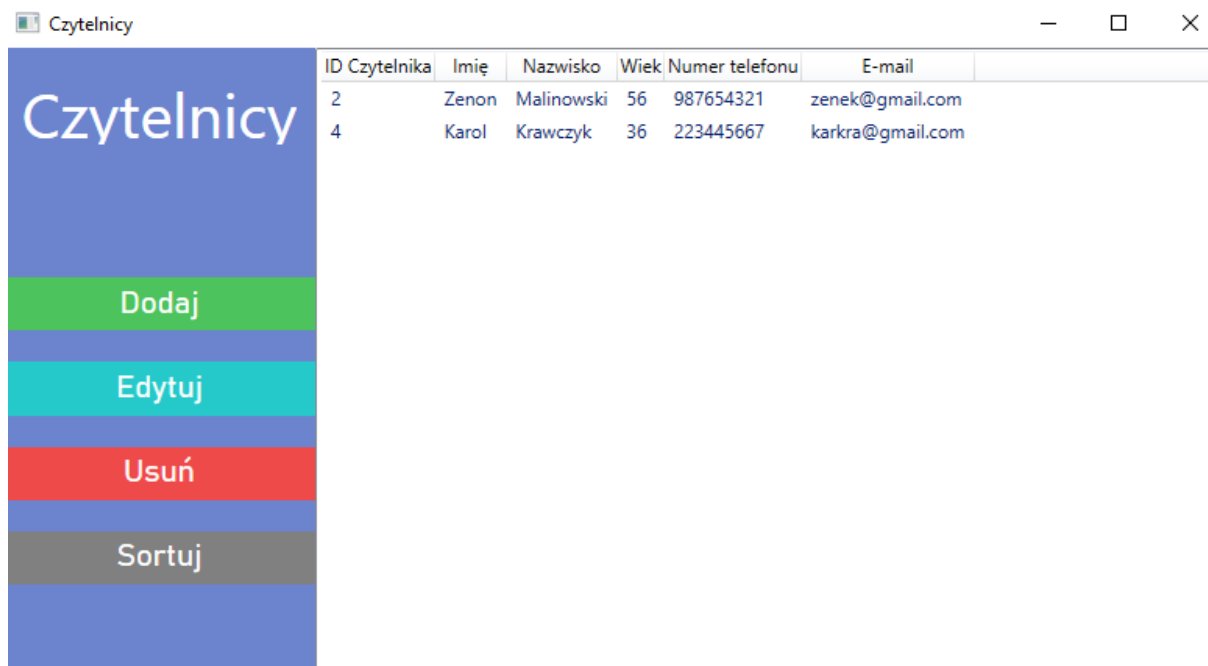 Czytelnicy
Czytelnicy
Dodaj
Edytuj
Usuń
Sortuj
ID Czytelnika Imię Nazwisko Wiek Numer telefonu E-mail
2 Zenon Malinowski 56 987654321 zenek@gmail.com
4 Karol Krawczyk 36 223445667 karkra@gmail.com